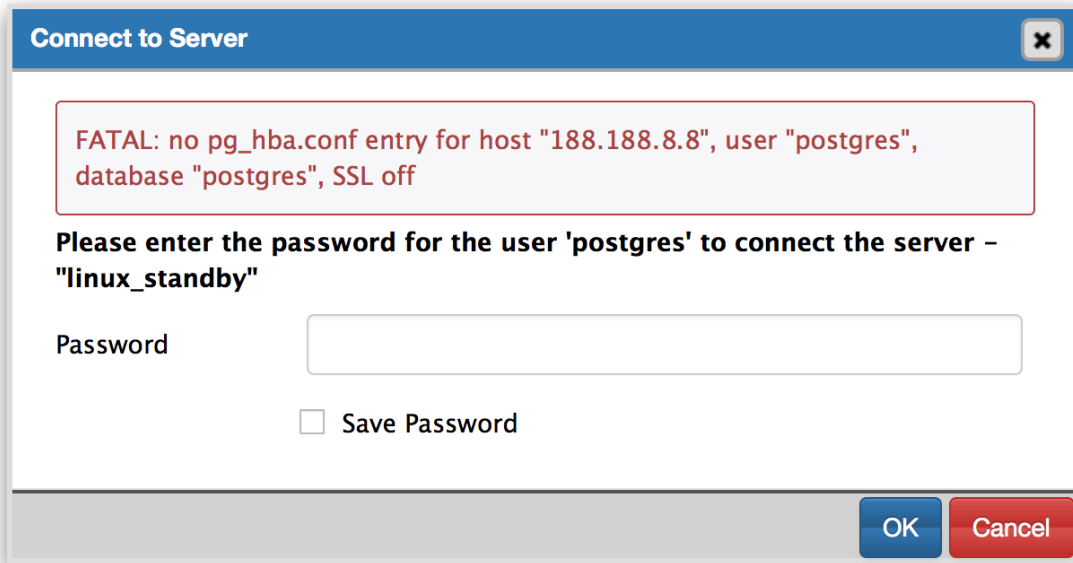 Connect to Server
FATAL: no pg_hba.conf entry for host "188.188.8.8", user "postgres",
database "postgres", SSL off
Please enter the password for the user 'postgres' to connect the server –
"linux_standby"
Password
Save Password
OK
Cancel